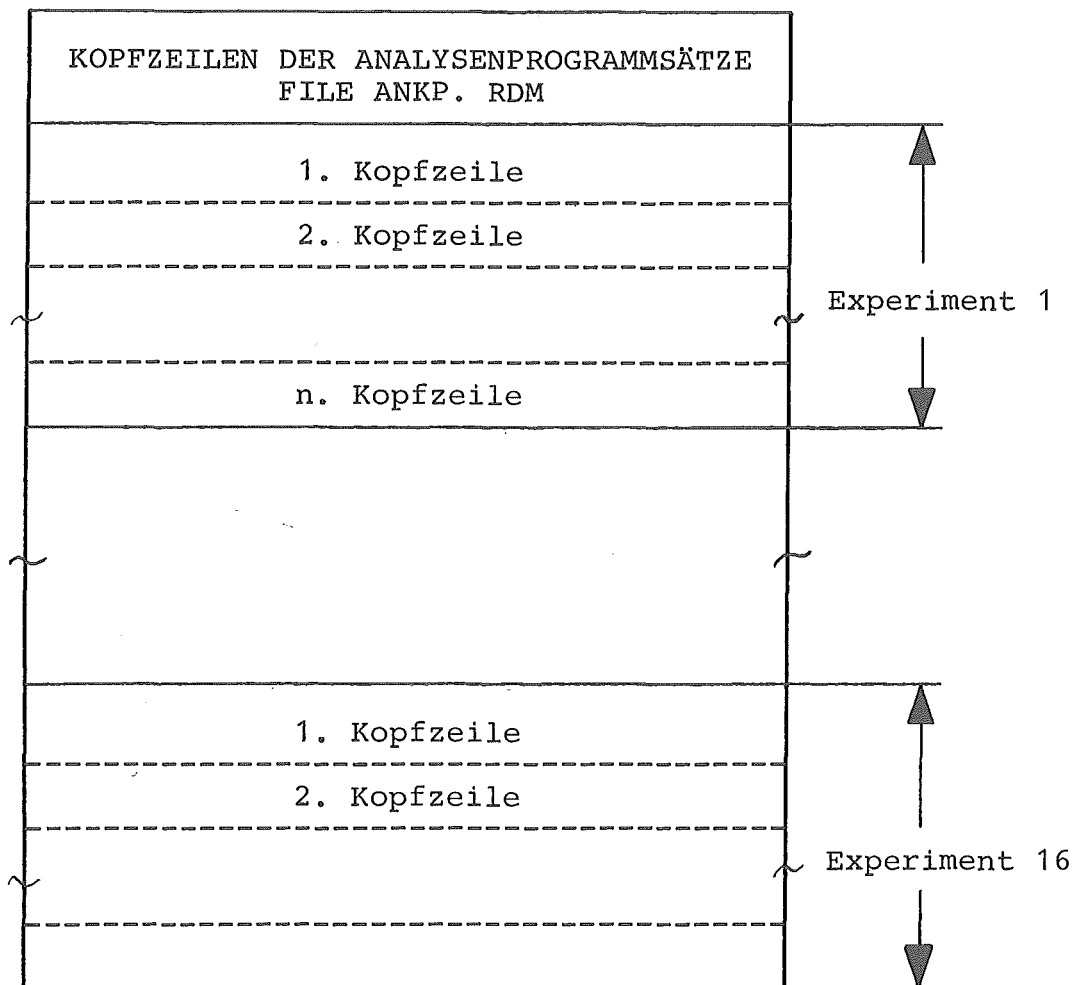 KOPFZEILEN DER ANALYSENPROGRAMMSÄTZE
FILE ANKP. RDM
1. Kopfzeile
2. Kopfzeile
Experiment 1
n. Kopfzeile
1. Kopfzeile
2. Kopfzeile
Experiment 16